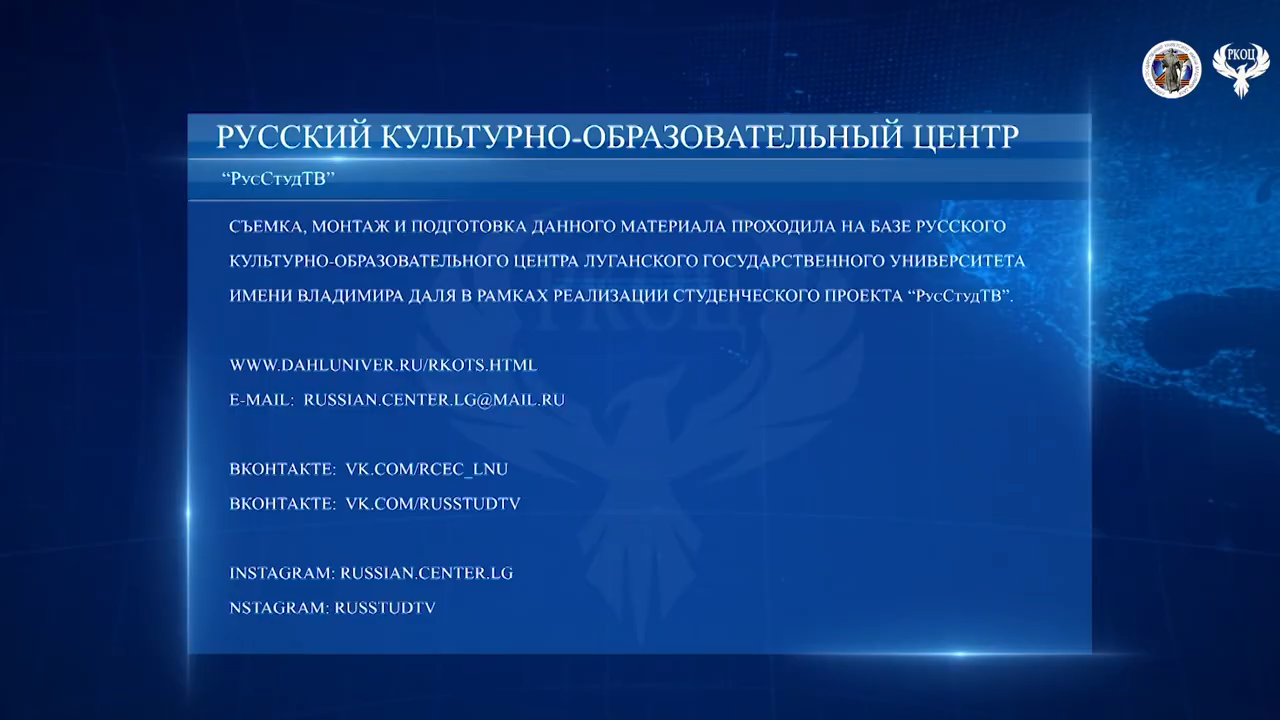 РКОЦ
РУССКИЙ КУЛЬТУРНО-ОБРАЗОВАТЕЛЬНЫЙ ЦЕНТР
“РусСтудТВ”
СЪЕМКА, МОНТАЖ И ПОДГОТОВКА ДАННОГО МАТЕРИАЛА ПРОХОДИЛА НА БАЗЕ РУССКОГО
КУЛЬТУРНО-ОБРАЗОВАТЕЛЬНОГО ЦЕНТРА ЛУГАНСКОГО ГОСУДАРСТВЕННОГО УНИВЕРСИТЕТА
ИМЕНИ ВЛАДИМИРА ДАЛЯ В РАМКАХ РЕАЛИЗАЦИИ СТУДЕНЧЕСКОГО ПРОЕКТА “РусСтудТВ”.
РКОЦ
WWW.DAHLUNIVER.RU/RKOTS.HTML
E-MAIL: RUSSIAN.CENTER.LG@MAIL.RU
ВКОНТАКТЕ: VK.COM/RCEC_LNU
ВКОНТАКТЕ: VK.COM/RUSSTUDTV
INSTAGRAM: RUSSIAN.CENTER.LG
NSTAGRAM: RUSSTUDTV